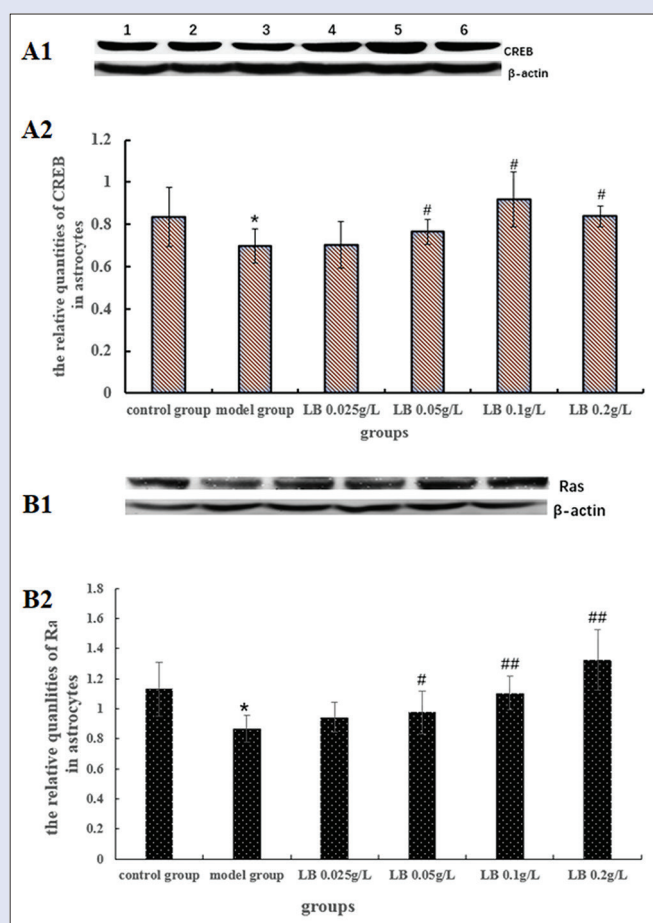 1 2 3 4 5 6
A1
CREB
β-actin
A2
the relative quantities of CREB
in astrocytes
1.2
1
0.8
0.6
0.4
0.2
0
*
#
#
#
control group model group LB 0.025g/L LB 0.05g/L LB 0.1g/L LB 0.2g/L
groups
Ras
B1
β-actin
B2
the relative quanlities of Ra
in astrocytes
1.8
1.6
1.4
1.2
1
0.8
0.6
0.4
0.2
0
*
#
##
##
control group model group LB 0.025g/L LB 0.05g/L LB 0.1g/L LB 0.2g/L
groups